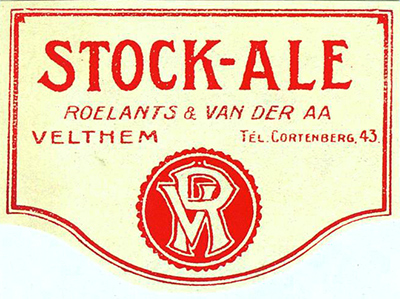 STOCK-ALE
ROELANTS & VAN DER AA
VELTHEM TÉL. CORTENBERG, 43.